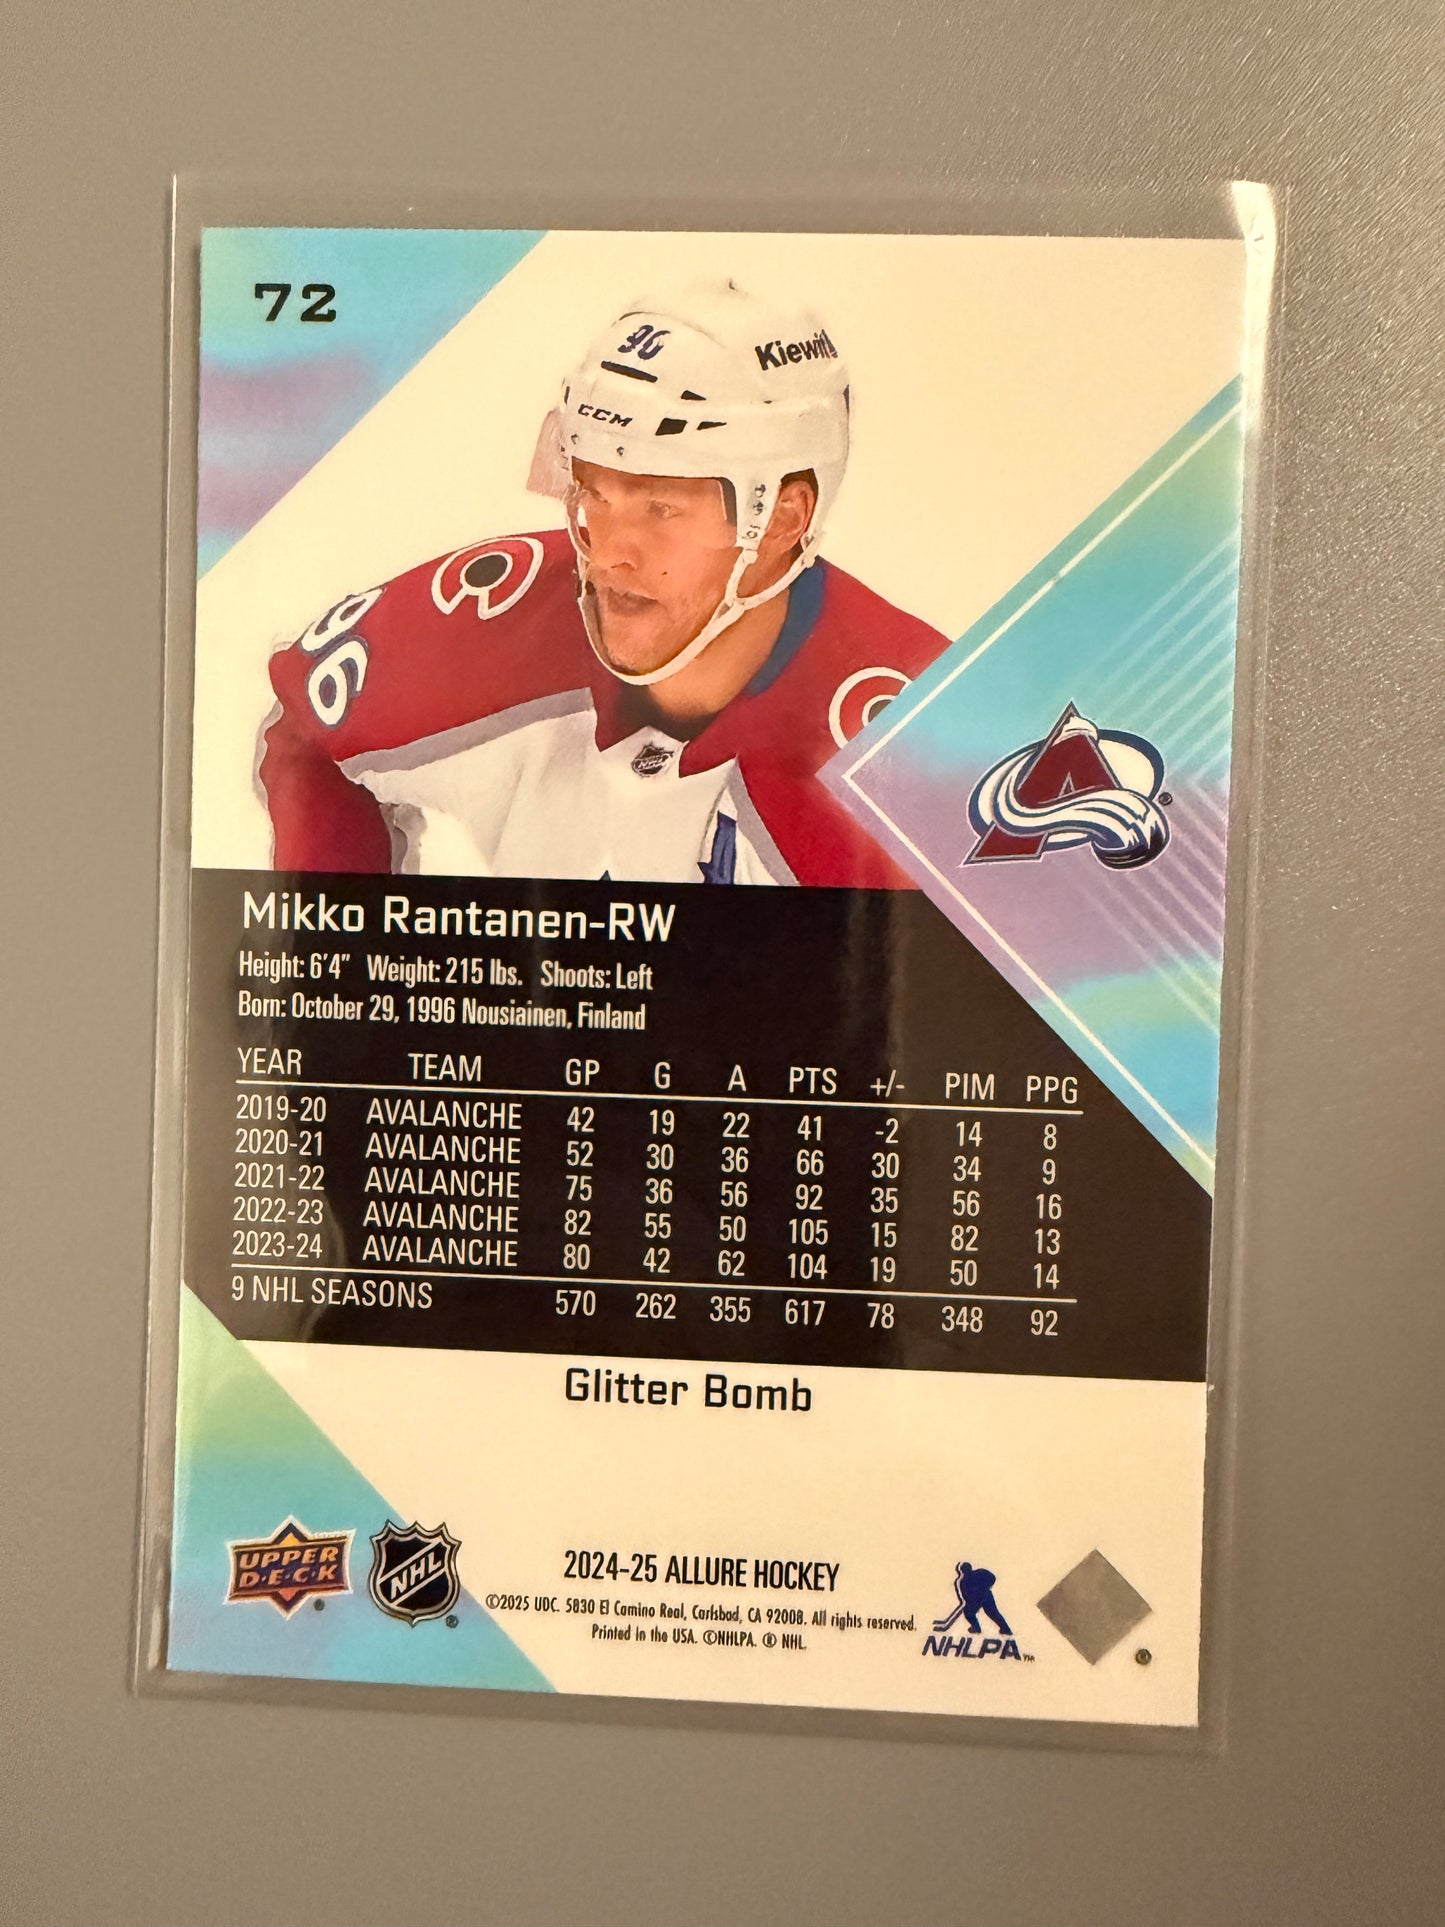 72
96
Kiewit
CCM
96
NHL
Mikko Rantanen-RW
Height: 6'4" Weight: 215 lbs. Shoots: Left
Born: October 29, 1996 Nousiainen, Finland
YEAR TEAM GP G A PTS +/- PIM PPG
2019-20 AVALANCHE 42 19 22 41 -2 14 8
2020-21 AVALANCHE 52 30 36 66 30 34 9
2021-22 AVALANCHE 75 36 56 92 35 56 16
2022-23 AVALANCHE 82 55 50 105 15 82 13
2023-24 AVALANCHE 80 42 62 104 19 50 14
9 NHL SEASONS 570 262 355 617 78 348 92
Glitter Bomb
UPPER
D·E·C·K
®
NHL
®
2024-25 ALLURE HOCKEY
©2025 UDC. 5830 El Camino Real, Carlsbad, CA 92008. All rights reserved.
Printed in the USA. ©NHLPA. ® NHL.
NHLPA™
®